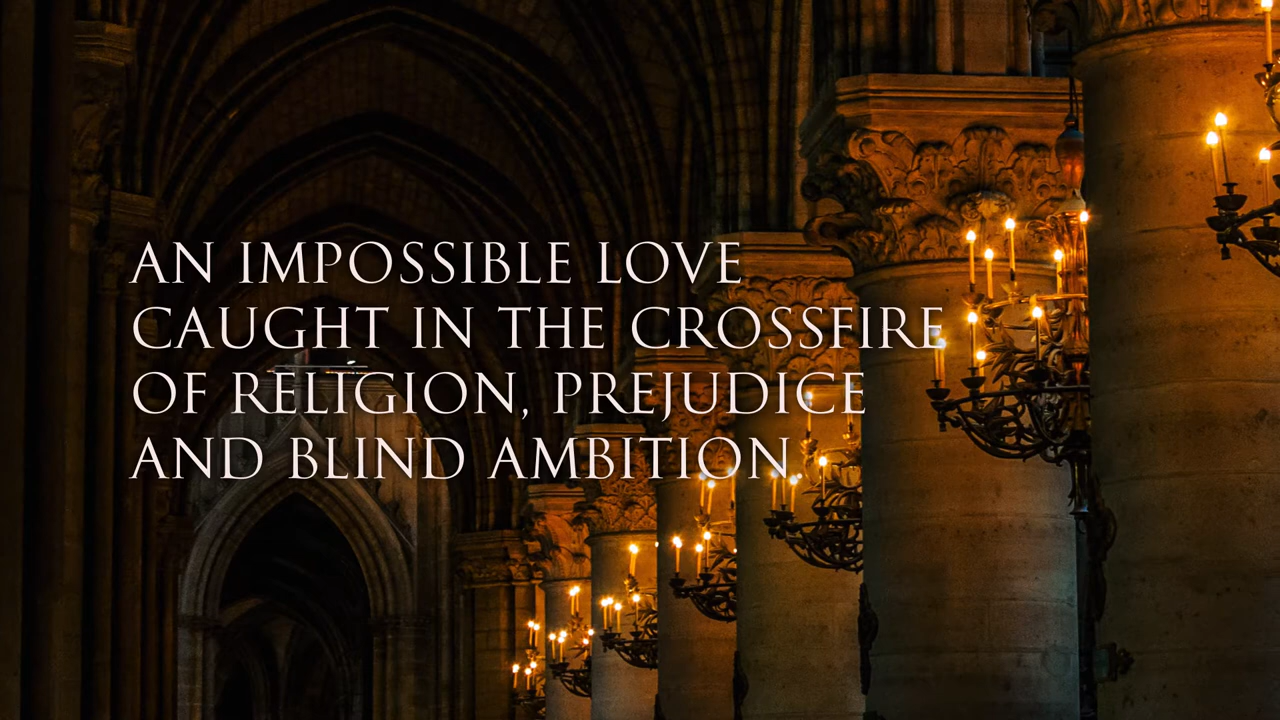 AN IMPOSSIBLE LOVE
CAUGHT IN THE CROSSFIRE
OF RELIGION, PREJUDICE
AND BLIND AMBITION